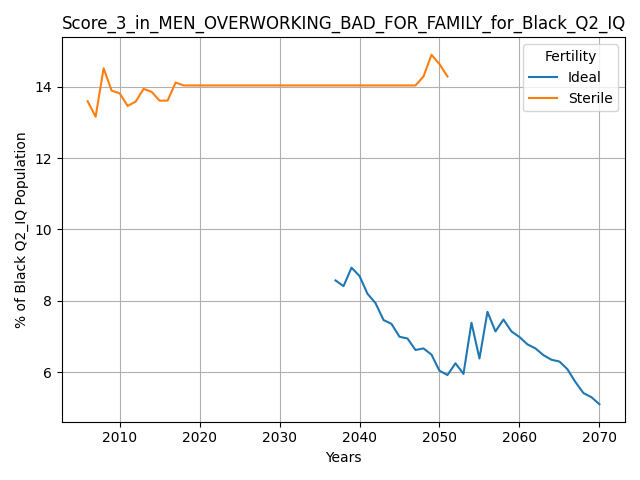 Score_3_in_MEN_OVERWORKING_BAD_FOR_FAMILY_for_Black_Q2_IQ
Fertility
Ideal
Sterile
% of Black Q2_IQ Population
14
12
10
8
6
2010 2020 2030 2040 2050 2060 2070
Years